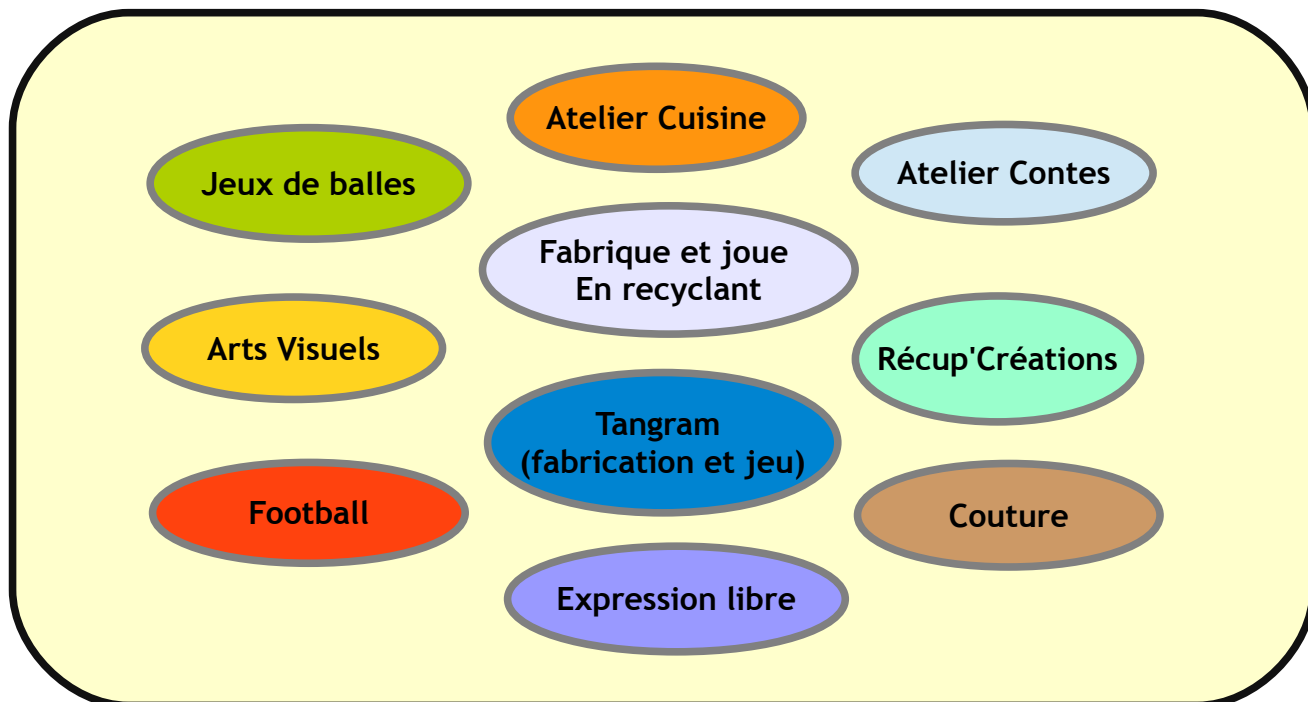 Atelier Cuisine
Jeux de balles
Atelier Contes
Fabrique et joue
En recyclant
Arts Visuels
Récup'Créations
Tangram
(fabrication et jeu)
Football
Couture
Expression libre